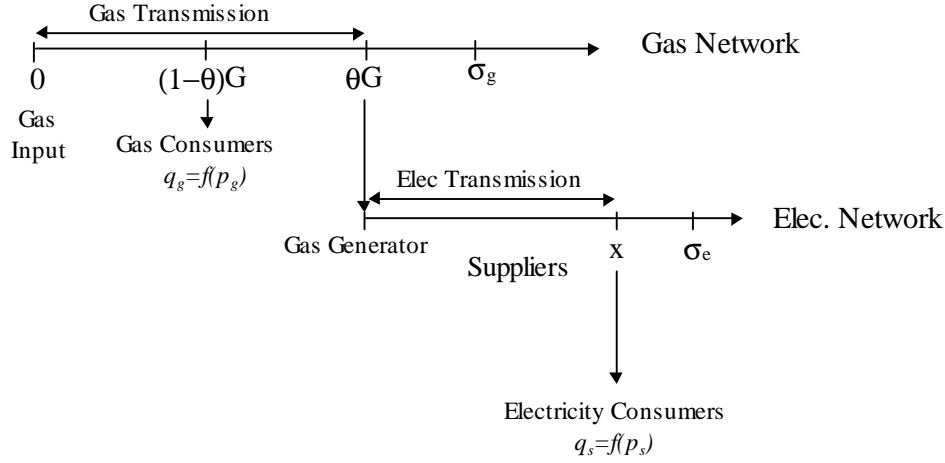 Gas Transmission
Gas Network
0
(1−θ)G
θG
σg
Gas
Input
Gas Consumers
qg=f(pg)
Elec Transmission
Elec. Network
Gas Generator
Suppliers
x
σe
Electricity Consumers
qs=f(ps)